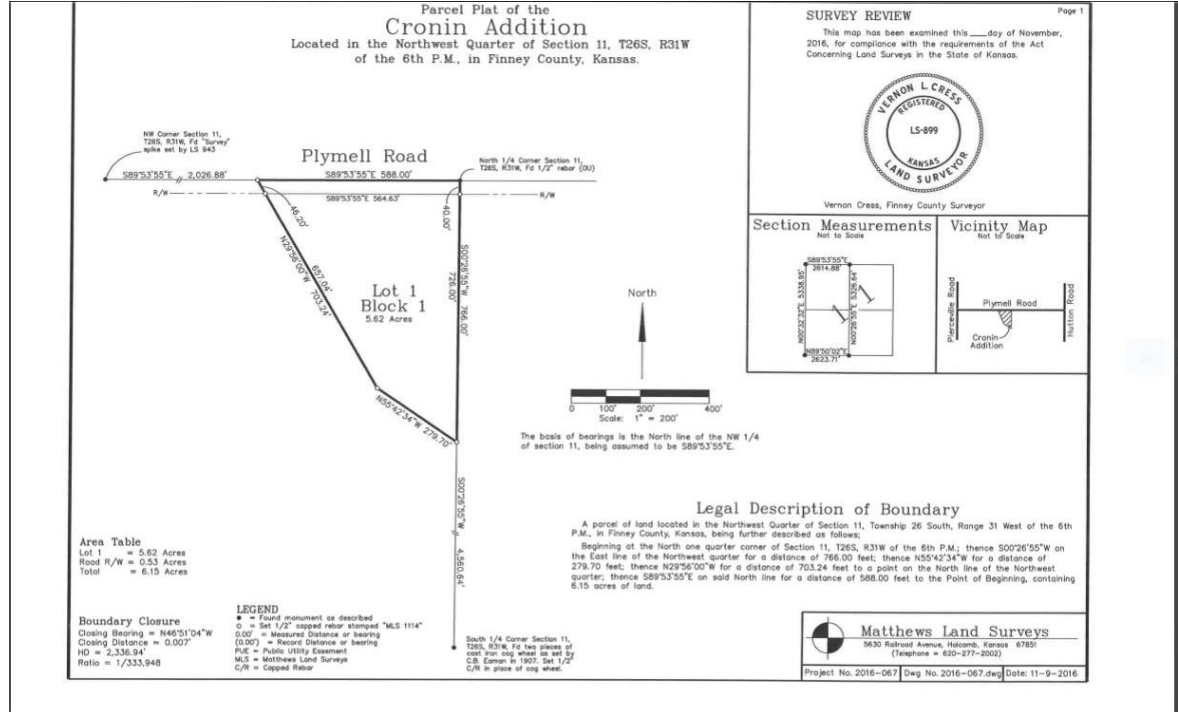 Parcel Plat of the
Cronin Addition
Located in the Northwest Quarter of Section 11, T26S, R31W
of the 6th P.M., in Finney County, Kansas.
Page 1
SURVEY REVIEW
This map has been examined this ___day of November,
2016, for compliance with the requirements of the Act
Concerning Land Surveys in the State of Kansas.
VERNON L. CRESS
REGISTERED
LS-899
KANSAS
LAND SURVEYOR
Vernon Cress, Finney County Surveyor
NW Corner Section 11,
T26S, R31W, Fd "Survey"
spike set by LS 943
Plymell Road
North 1/4 Corner Section 11,
T26S, R31W, Fd 1/2" rebar (OU)
S89°53'55"E 2,026.88'
S89°53'55"E 588.00'
R/W
S89°53'55"E 564.63'
R/W
46.20'
40.00'
N29°56'00"W
657.04'
703.24'
S00°26'55"W 766.00'
726.00'
Lot 1
Block 1
5.62 Acres
N55°42'34"W 279.70'
S00°26'55"W 4,560.64'
North
0 100' 200' 400'
Scale: 1" = 200'
The basis of bearings is the North line of the NW 1/4
of section 11, being assumed to be S89°53'55"E.
Section Measurements
Not to Scale
S89°53'55"E
2614.88'
N00°32'32"E 5338.95'
N00°26'55"E 5326.64'
11
N89°50'02"E
2623.71'
Vicinity Map
Not to Scale
Pierceville Road
Plymell Road
Hutton Road
Cronin
Addition
Legal Description of Boundary
A parcel of land located in the Northwest Quarter of Section 11, Township 26 South, Range 31 West of the 6th
P.M., in Finney County, Kansas, being further described as follows;
Beginning at the North one quarter corner of Section 11, T26S, R31W of the 6th P.M.; thence S00°26'55"W on
the East line of the Northwest quarter for a distance of 766.00 feet; thence N55°42'34"W for a distance of
279.70 feet; thence N29°56'00"W for a distance of 703.24 feet to a point on the North line of the Northwest
quarter; thence S89°53'55"E on said North line for a distance of 588.00 feet to the Point of Beginning, containing
6.15 acres of land.
Area Table
Lot 1 = 5.62 Acres
Road R/W = 0.53 Acres
Total = 6.15 Acres
Boundary Closure
Closing Bearing = N46°51'04"W
Closing Distance = 0.007'
HD = 2,336.94'
Ratio = 1/333,948
LEGEND
● = Found monument as described
○ = Set 1/2" capped rebar stamped "MLS 1114"
0.00' = Measured Distance or bearing
(0.00') = Record Distance or bearing
PUE = Public Utility Easement
MLS = Matthews Land Surveys
C/R = Capped Rebar
South 1/4 Corner Section 11,
T26S, R31W, Fd two pieces of
cast iron cog wheel as set by
C.B. Eaman in 1907. Set 1/2"
C/R in place of cog wheel.
Matthews Land Surveys
5630 Railroad Avenue, Holcomb, Kansas 67851
(Telephone = 620-277-2002)
Project No. 2016-067 Dwg No. 2016-067.dwg Date: 11-9-2016